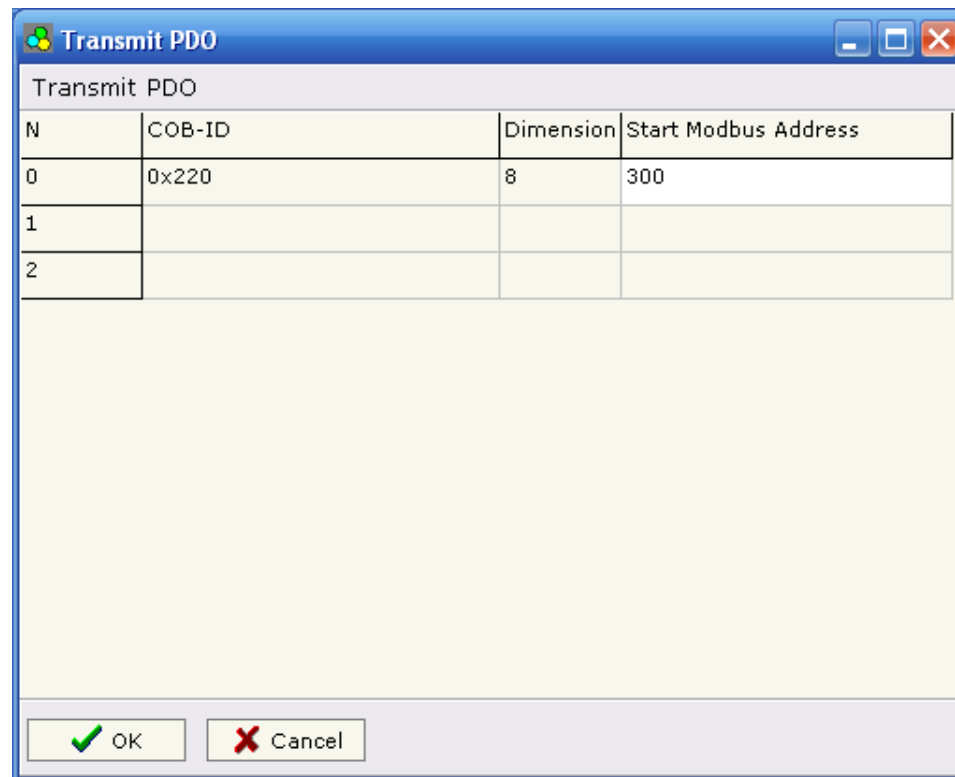 Transmit PDO
Transmit PDO
N COB-ID Dimension Start Modbus Address
0 0x220 8 300
1
2
OK Cancel